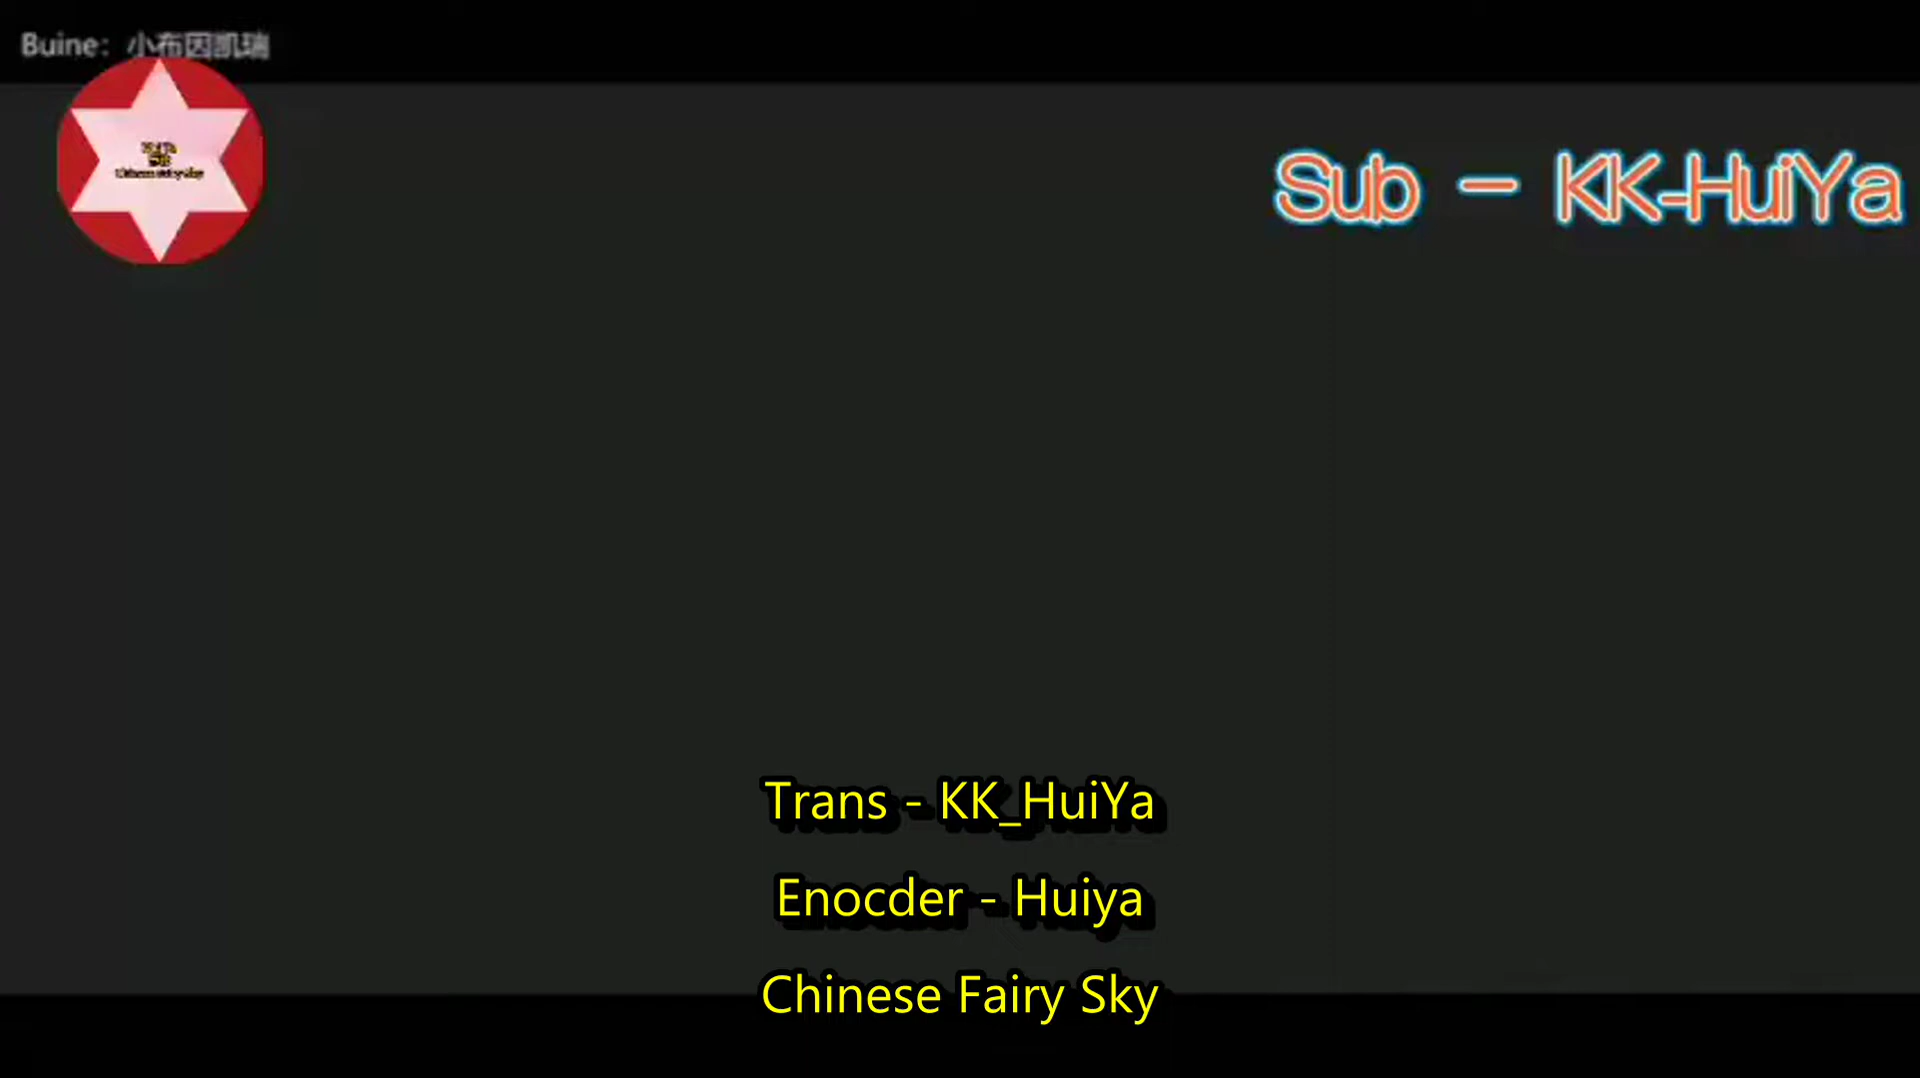 Buine: 小布因凯瑞
Sub - KK-HuiYa
Trans - KK_HuiYa
Enocder - Huiya
Chinese Fairy Sky